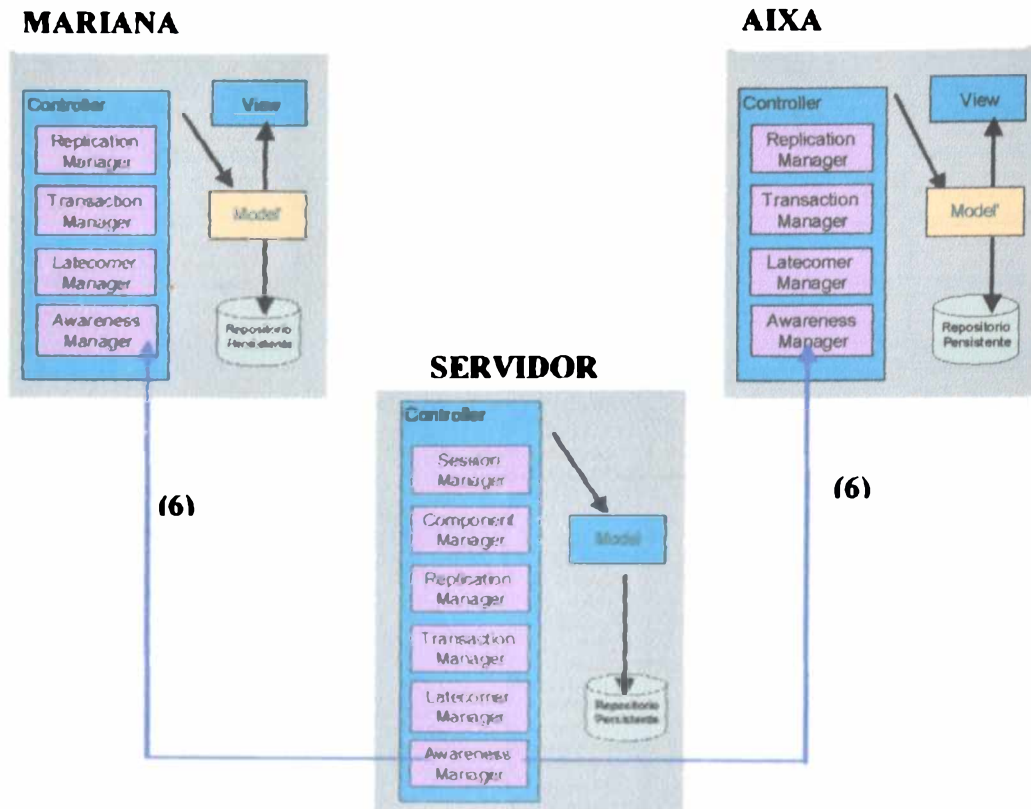 MARIANA
Controller
Replication
Manager
Transaction
Manager
Latecomer
Manager
Awareness
Manager
View
Model'
Repositorio
Persistente
(6)
AIXA
Controller
Replication
Manager
Transaction
Manager
Latecomer
Manager
Awareness
Manager
View
Model'
Repositorio
Persistente
(6)
SERVIDOR
Controller
Session
Manager
Component
Manager
Replication
Manager
Transaction
Manager
Latecomer
Manager
Awareness
Manager
Model
Repositorio
Persistente